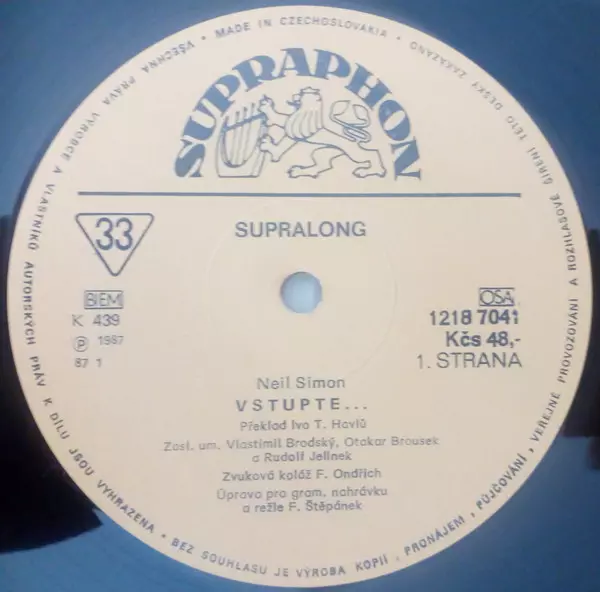 VŠECHNA PRÁVA VÝROBCE A VLASTNÍKŮ AUTORSKÝCH PRÁV K DÍLU JSOU VYHRAZENA • BEZ SOUHLASU JE VÝROBA KOPIÍ, PRONÁJEM, PŮJČOVÁNÍ, VEŘEJNÉ PROVOZOVÁNÍ A ROZHLASOVÉ ŠÍŘENÍ TÉTO DESKY ZAKÁZÁNO • MADE IN CZECHOSLOVAKIA •
SUPRAPHON
33
SUPRALONG
BIEM
K 439
Ⓟ 1987
87 1
OSA
1218 7041
Kčs 48,-
1. STRANA
Neil Simon
VSTUPTE...
Překlad Ivo T. Havlů
Zasl. um. Vlastimil Brodský, Otakar Brousek
a Rudolf Jelínek
Zvuková koláž F. Ondřich
Úprava pro gram. nahrávku
a režie F. Štěpánek